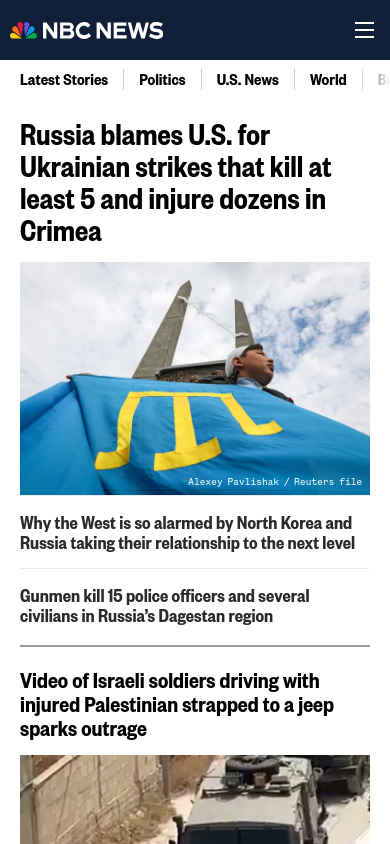 NBC NEWS
Latest Stories
Politics
U.S. News
World
Russia blames U.S. for
Ukrainian strikes that kill at
least 5 and injure dozens in
Crimea
Alexey Pavlishak / Reuters file
Why the West is so alarmed by North Korea and
Russia taking their relationship to the next level
Gunmen kill 15 police officers and several
civilians in Russia’s Dagestan region
Video of Israeli soldiers driving with
injured Palestinian strapped to a jeep
sparks outrage